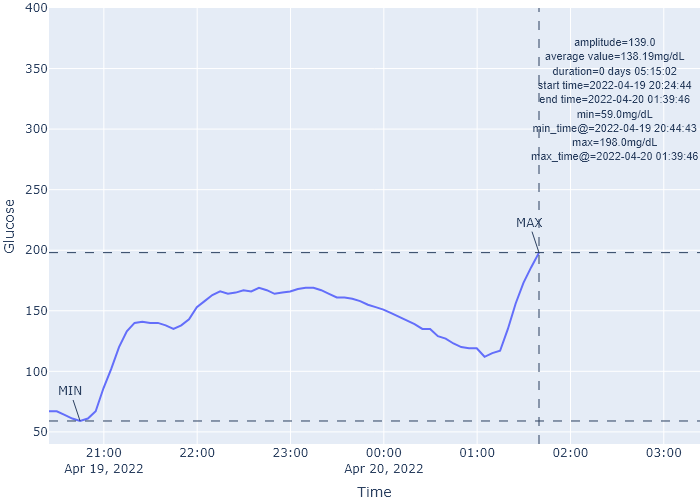 400
350
300
250
200
150
100
50
Glucose
amplitude=139.0
average value=138.19mg/dL
duration=0 days 05:15:02
start time=2022-04-19 20:24:44
end time=2022-04-20 01:39:46
min=59.0mg/dL
min_time@=2022-04-19 20:44:43
max=198.0mg/dL
max_time@=2022-04-20 01:39:46
MAX
MIN
21:00 22:00 23:00 00:00 01:00 02:00 03:00
Apr 19, 2022 Apr 20, 2022
Time